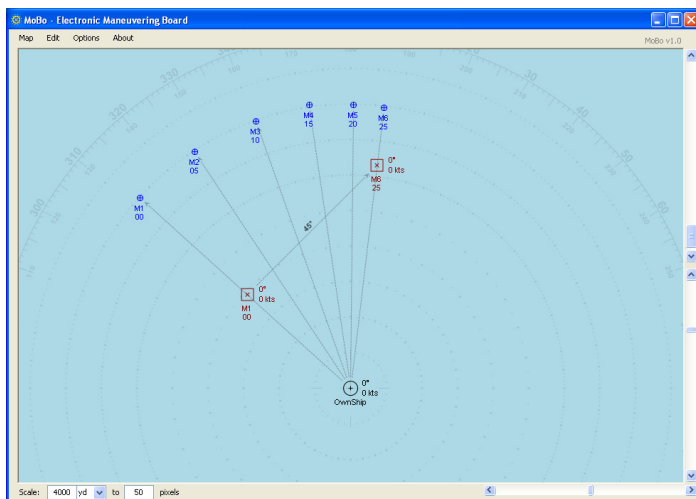 MoBo - Electronic Maneuvering Board
Map Edit Options About
MoBo v1.0
330
320
310
300
20
30
40
50
60
M4
15
M5
20
M6
25
M3
10
M2
05
M1
00
0°
0 kts
M6
25
45°
0°
0 kts
M1
00
0°
0 kts
OwnShip
Scale: 4000 yd to 50 pixels